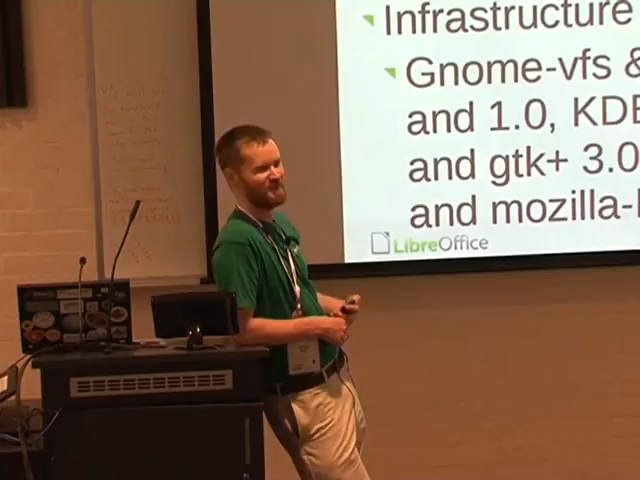 Infrastructure
Gnome-vfs &
and 1.0, KDE
and gtk+ 3.0
and mozilla-
LibreOffice